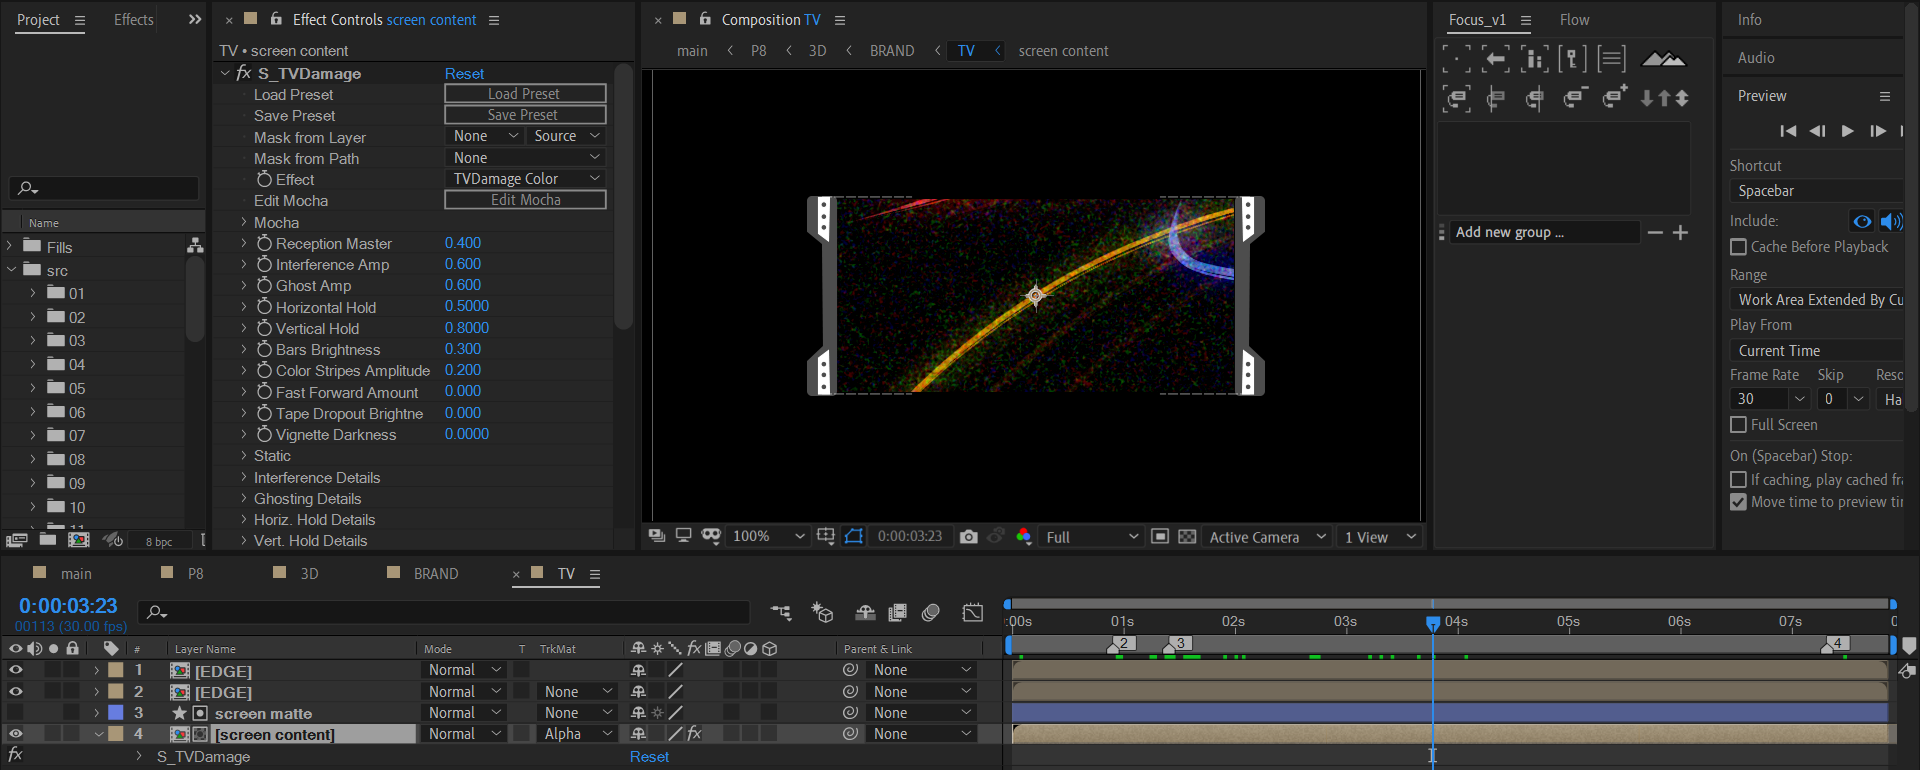 Project
Effects
Effect Controls screen content
Composition TV
Focus_v1
Flow
Info
TV • screen content
main
P8
3D
BRAND
TV
screen content
Audio
fx S_TVDamage
Reset
Load Preset
Load Preset
Save Preset
Save Preset
Mask from Layer
None
Source
Mask from Path
None
Effect
TVDamage Color
Edit Mocha
Edit Mocha
Mocha
Reception Master
0.400
Interference Amp
0.600
Ghost Amp
0.600
Horizontal Hold
0.5000
Vertical Hold
0.8000
Bars Brightness
0.300
Color Stripes Amplitude
0.200
Fast Forward Amount
0.000
Tape Dropout Brightne
0.000
Vignette Darkness
0.0000
Static
Interference Details
Ghosting Details
Horiz. Hold Details
Vert. Hold Details
Name
Fills
src
01
02
03
04
05
06
07
08
09
10
11
8 bpc
100%
0:00:03:23
Full
Active Camera
1 View
Add new group ...
Preview
Shortcut
Spacebar
Include:
Cache Before Playback
Range
Work Area Extended By Cu
Play From
Current Time
Frame Rate
Skip
Reso
30
0
Ha
Full Screen
On (Spacebar) Stop:
If caching, play cached fra
Move time to preview tir
main
P8
3D
BRAND
TV
0:00:03:23
00113 (30.00 fps)
:00s
01s
02s
03s
04s
05s
06s
07s
0
2
3
4
#
Layer Name
Mode
T
TrkMat
fx
Parent & Link
1
[EDGE]
Normal
None
2
[EDGE]
Normal
None
None
3
screen matte
Normal
None
None
4
[screen content]
Normal
Alpha
fx
None
fx
S_TVDamage
Reset